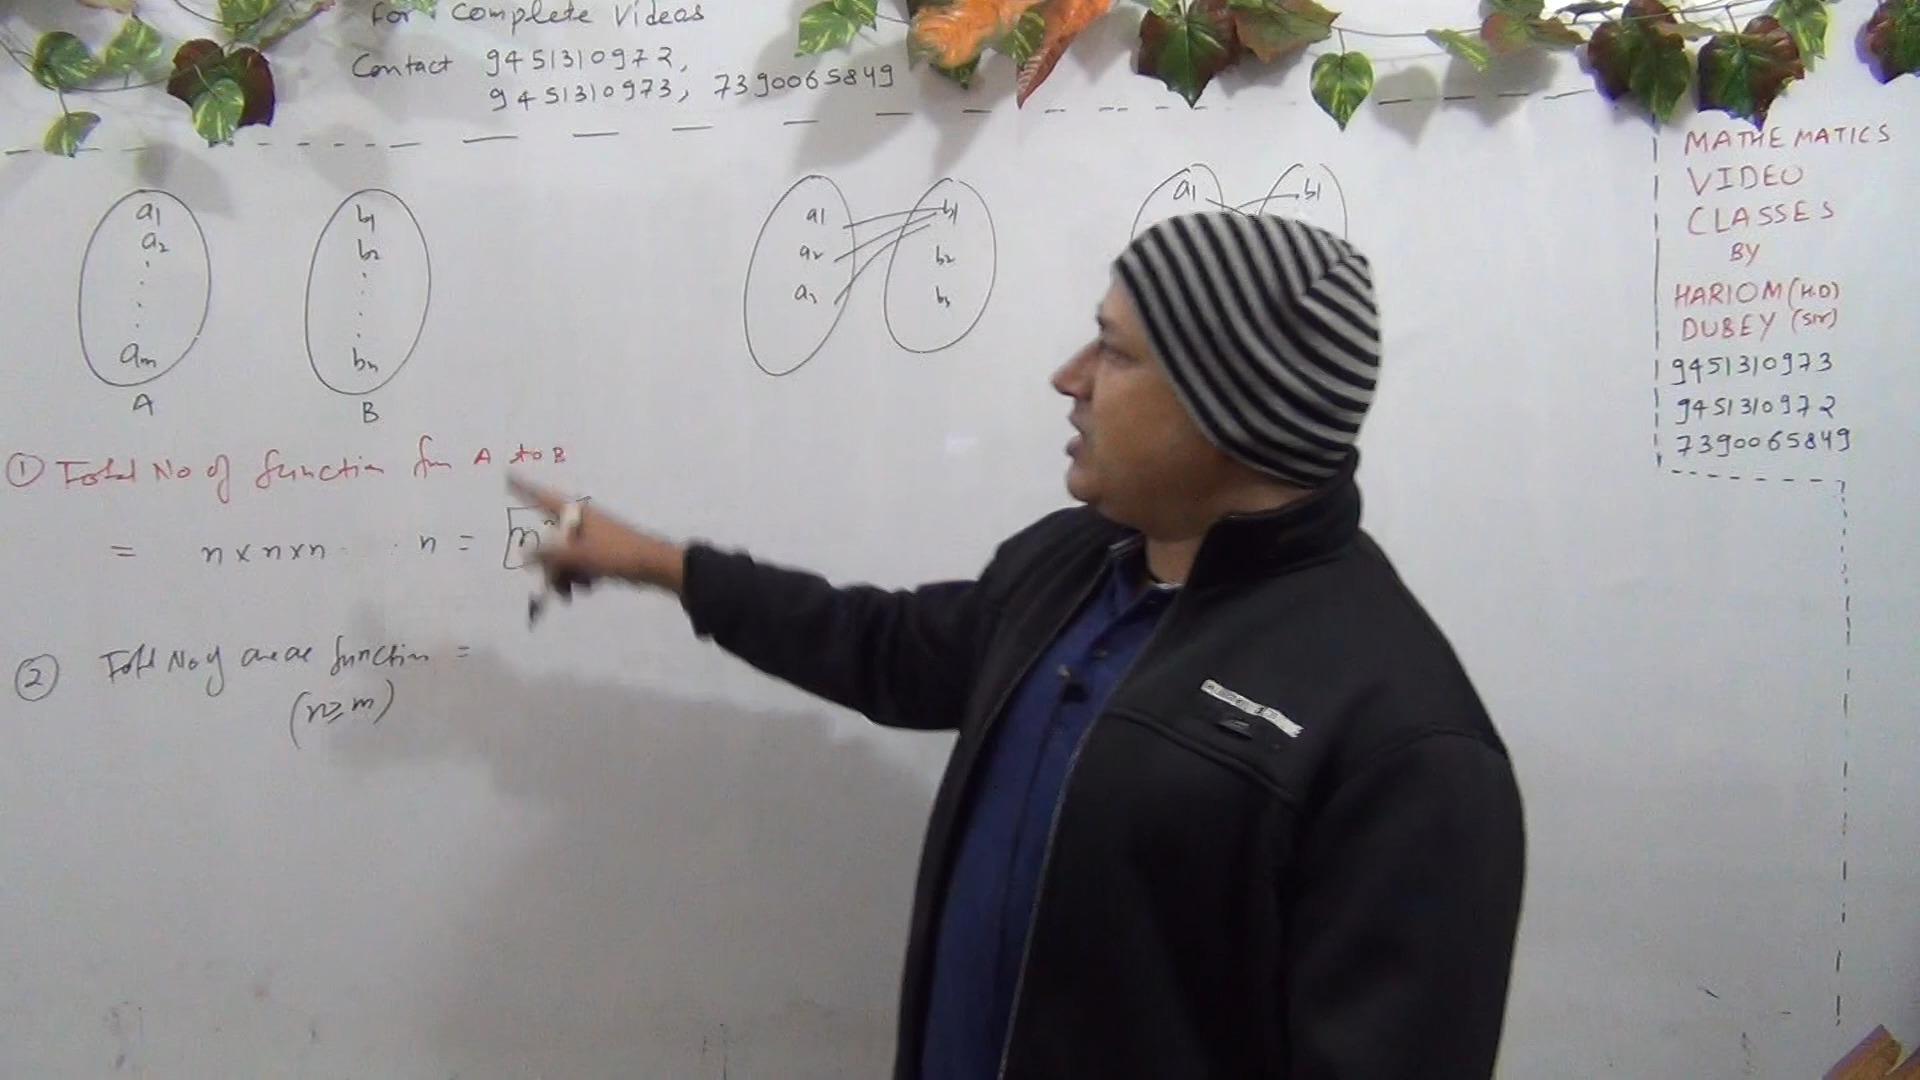 For Complete Videos
Contact 9451310972,
9451310973, 7390065849
a1
a2
am
A
b1
b2
bn
B
a1
a2
a3
b1
b2
b3
a1
b1
① Total No of function from A to B
= n × n × n . . n =
② Total No of one one function =
(n ≥ m)
MATHEMATICS
VIDEO
CLASSES
BY
HARIOM (H.D)
DUBEY (Sir)
9451310973
9451310972
7390065849